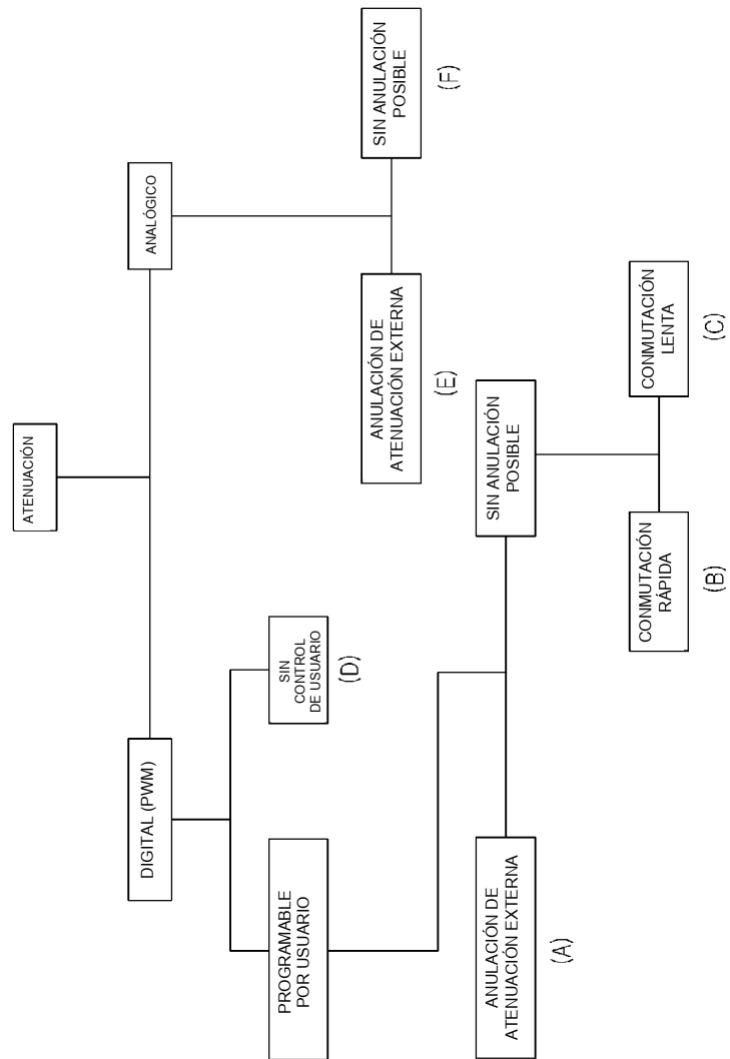 ATENUACIÓN
DIGITAL (PWM)
ANALÓGICO
PROGRAMABLE
POR USUARIO
SIN
CONTROL
DE USUARIO
(D)
ANULACIÓN DE
ATENUACIÓN EXTERNA
(E)
SIN ANULACIÓN
POSIBLE
(F)
ANULACIÓN DE
ATENUACIÓN EXTERNA
(A)
SIN ANULACIÓN
POSIBLE
CONMUTACIÓN
RÁPIDA
(B)
CONMUTACIÓN
LENTA
(C)